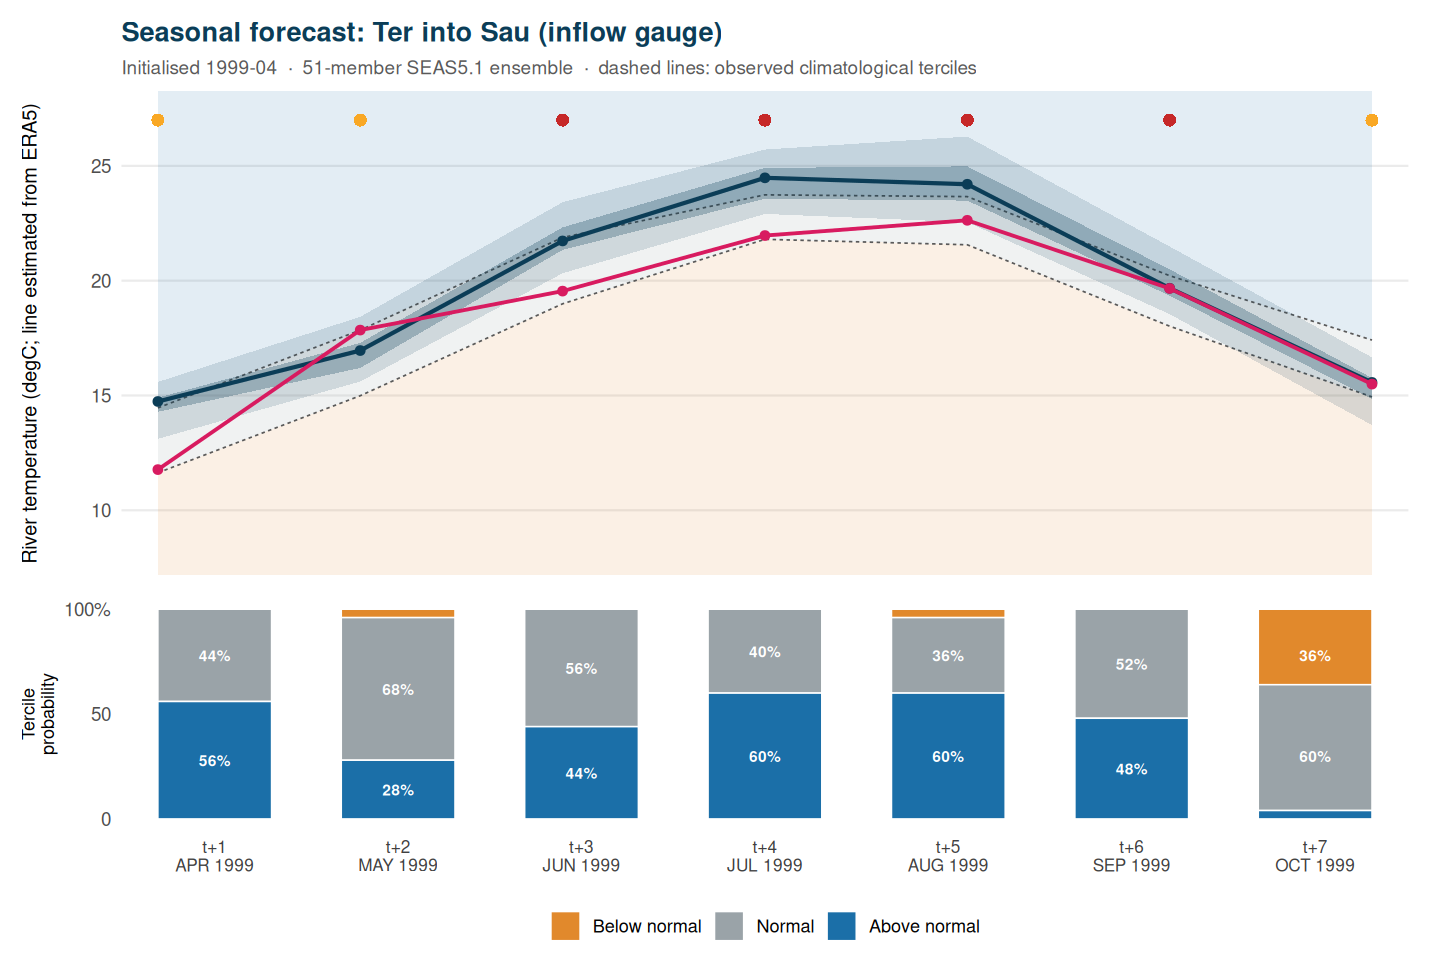 Seasonal forecast: Ter into Sau (inflow gauge)
Initialised 1999-04 · 51-member SEAS5.1 ensemble · dashed lines: observed climatological terciles
River temperature (degC; line estimated from ERA5)
25
20
15
10
Tercile
probability
100%
50
0
44%
56%
68%
28%
56%
44%
40%
60%
36%
60%
52%
48%
36%
60%
t+1
APR 1999
t+2
MAY 1999
t+3
JUN 1999
t+4
JUL 1999
t+5
AUG 1999
t+6
SEP 1999
t+7
OCT 1999
Below normal
Normal
Above normal